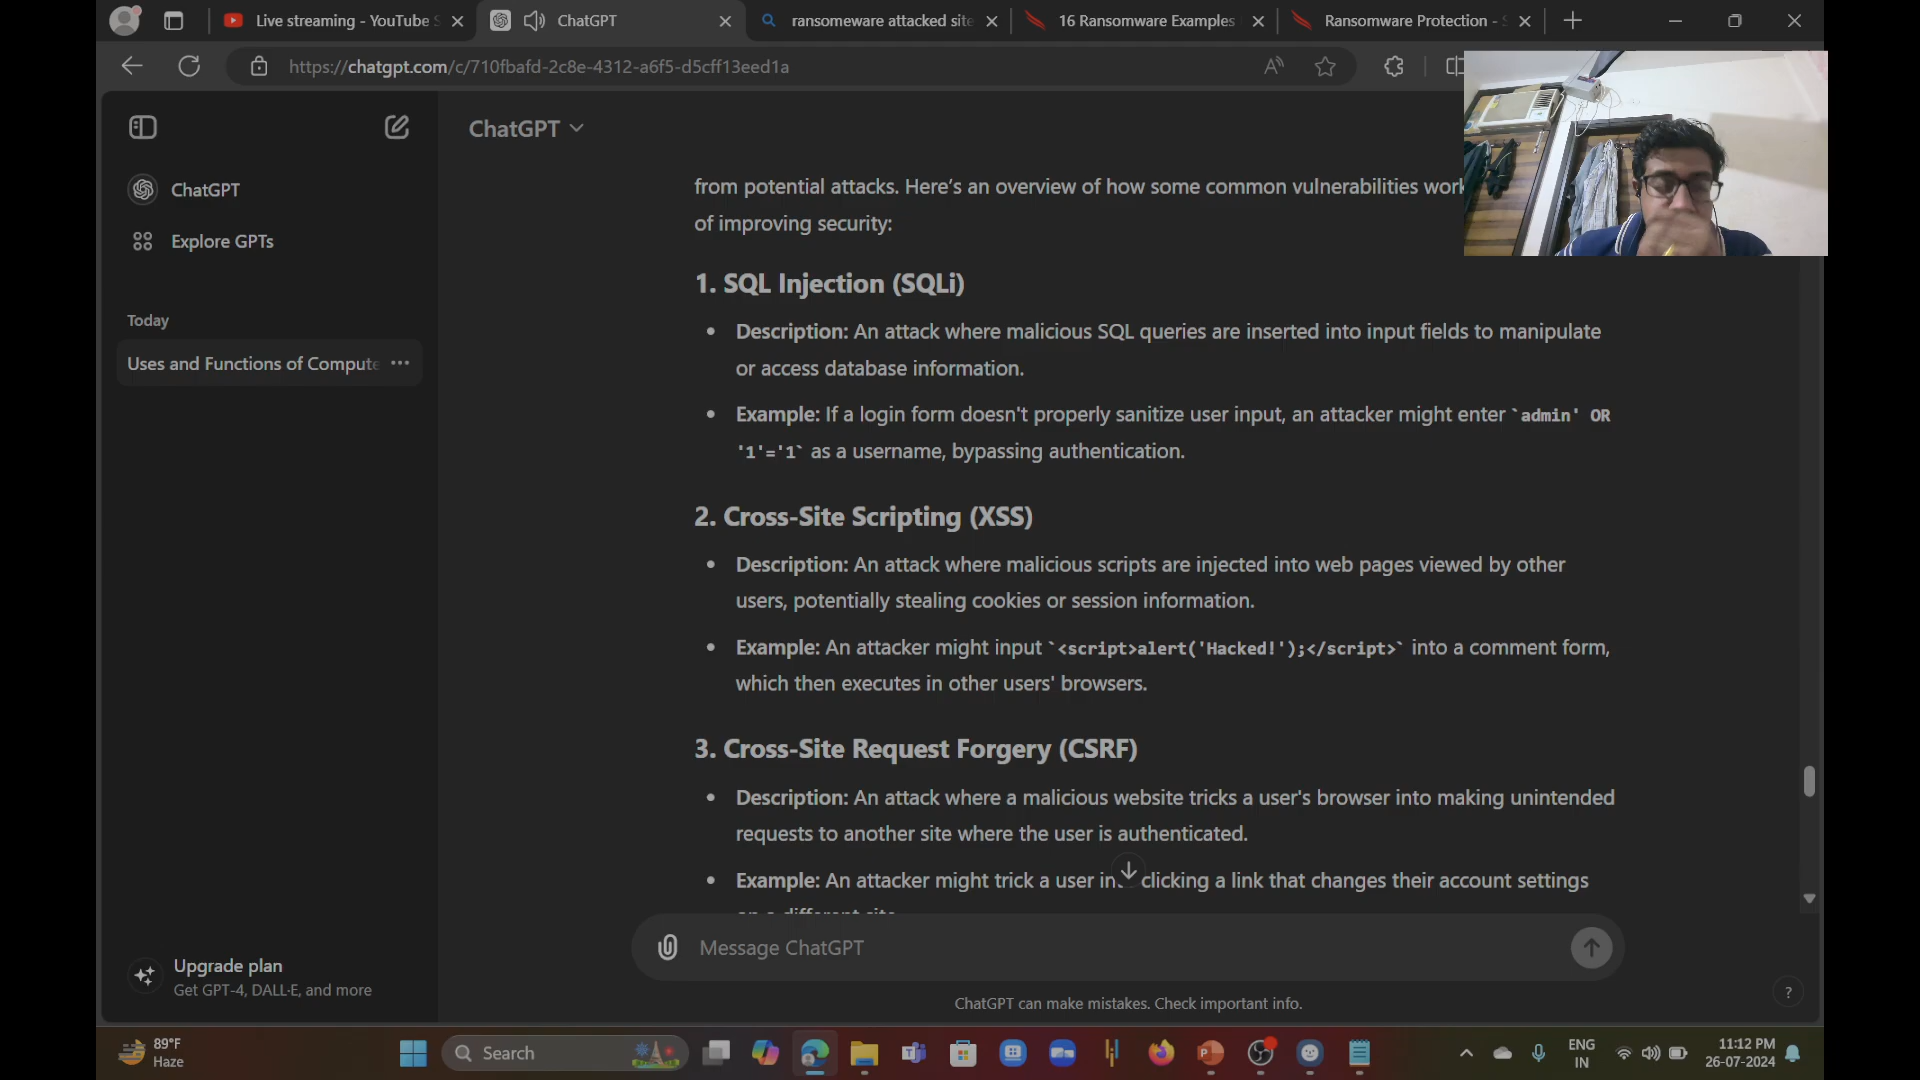 Live streaming - YouTube S
ChatGPT
ransomeware attacked site
16 Ransomware Examples
Ransomware Protection - S
https://chatgpt.com/c/710fbafd-2c8e-4312-a6f5-d5cff13eed1a
ChatGPT
ChatGPT
Explore GPTs
Today
Uses and Functions of Compute
from potential attacks. Here’s an overview of how some common vulnerabilities work
of improving security:
1. SQL Injection (SQLi)
• Description: An attack where malicious SQL queries are inserted into input fields to manipulate
or access database information.
• Example: If a login form doesn't properly sanitize user input, an attacker might enter `admin' OR
'1'='1` as a username, bypassing authentication.
2. Cross-Site Scripting (XSS)
• Description: An attack where malicious scripts are injected into web pages viewed by other
users, potentially stealing cookies or session information.
• Example: An attacker might input `<script>alert('Hacked!');</script>` into a comment form,
which then executes in other users' browsers.
3. Cross-Site Request Forgery (CSRF)
• Description: An attack where a malicious website tricks a user's browser into making unintended
requests to another site where the user is authenticated.
• Example: An attacker might trick a user in clicking a link that changes their account settings
on a different site.
Message ChatGPT
Upgrade plan
Get GPT-4, DALL·E, and more
ChatGPT can make mistakes. Check important info.
?
89°F
Haze
Search
ENG
IN
11:12 PM
26-07-2024